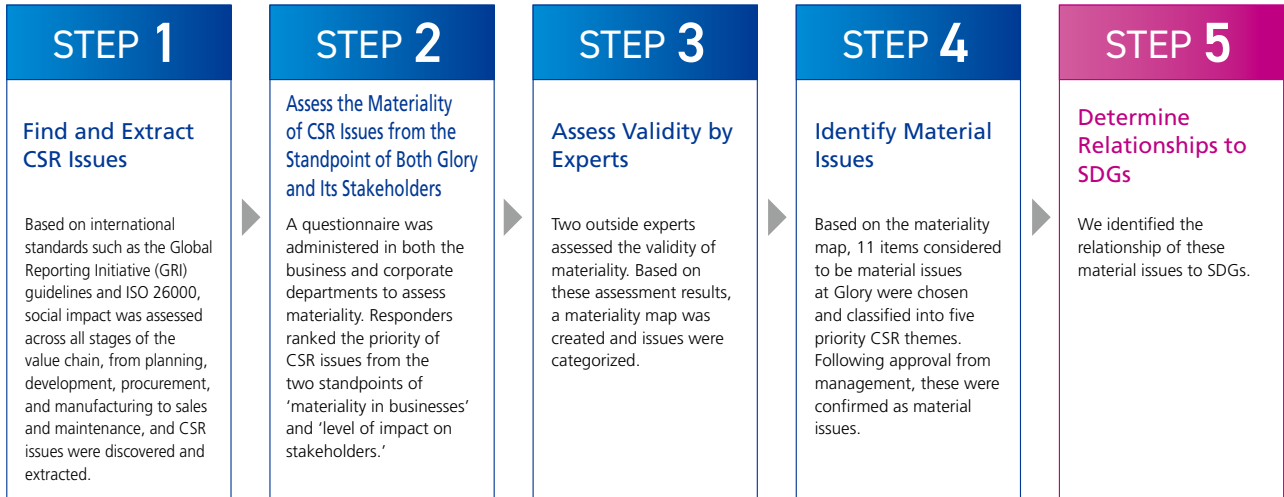 STEP 1
Find and Extract
CSR Issues
Based on international
standards such as the Global
Reporting Initiative (GRI)
guidelines and ISO 26000,
social impact was assessed
across all stages of the
value chain, from planning,
development, procurement,
and manufacturing to sales
and maintenance, and CSR
issues were discovered and
extracted.
STEP 2
Assess the Materiality
of CSR Issues from the
Standpoint of Both Glory
and Its Stakeholders
A questionnaire was
administered in both the
business and corporate
departments to assess
materiality. Responders
ranked the priority of
CSR issues from the
two standpoints of
‘materiality in businesses’
and ‘level of impact on
stakeholders.’
STEP 3
Assess Validity by
Experts
Two outside experts
assessed the validity of
materiality. Based on
these assessment results,
a materiality map was
created and issues were
categorized.
STEP 4
Identify Material
Issues
Based on the materiality
map, 11 items considered
to be material issues
at Glory were chosen
and classified into five
priority CSR themes.
Following approval from
management, these were
confirmed as material
issues.
STEP 5
Determine
Relationships to
SDGs
We identified the
relationship of these
material issues to SDGs.